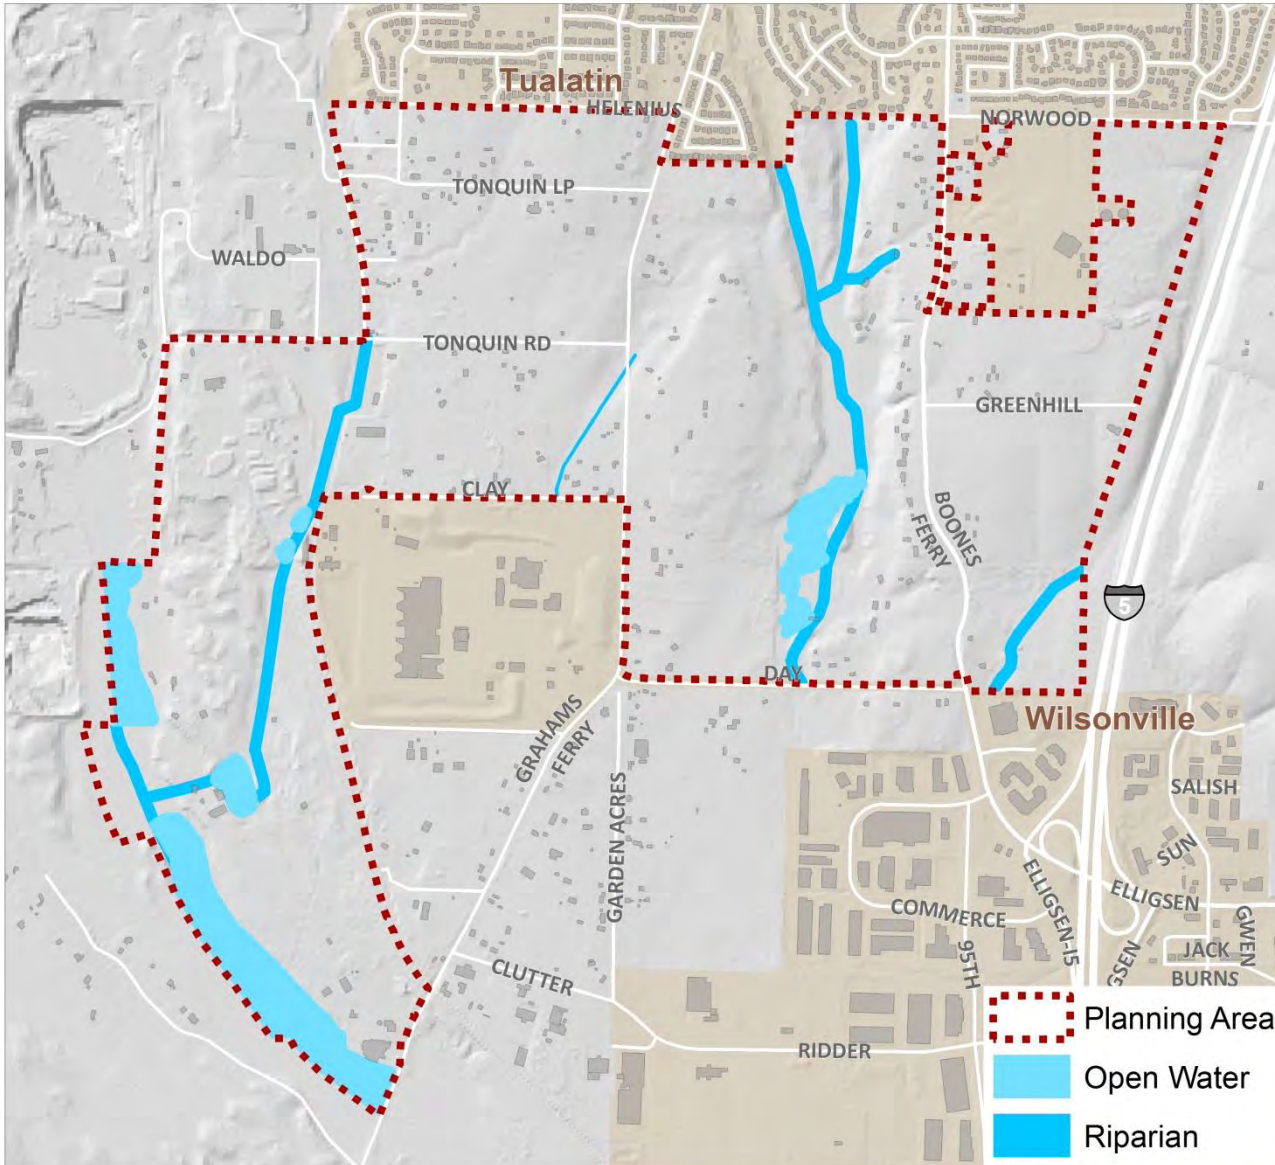 Tualatin
HELENIUS
NORWOOD
TONQUIN LP
WALDO
TONQUIN RD
GREENHILL
CLAY
BOONES
FERRY
5
DAY
Wilsonville
GRAHAMS
FERRY
SALISH
GARDEN ACRES
SUN
ELLIGSEN
COMMERCE
ELLIGSEN-I5
GWEN
95TH
JACK
BURNS
GSEN
CLUTTER
RIDDER
Planning Area
Open Water
Riparian